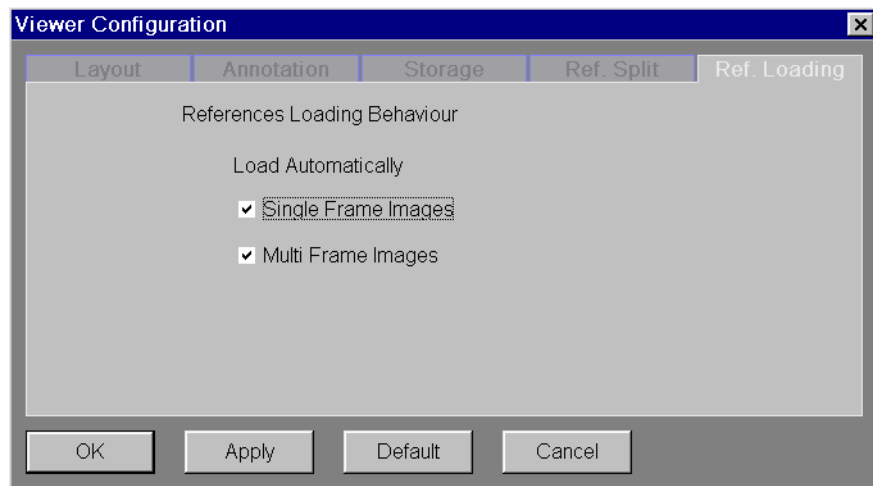 Viewer Configuration
Layout Annotation Storage Ref. Split Ref. Loading
References Loading Behaviour
Load Automatically
Single Frame Images
Multi Frame Images
OK Apply Default Cancel